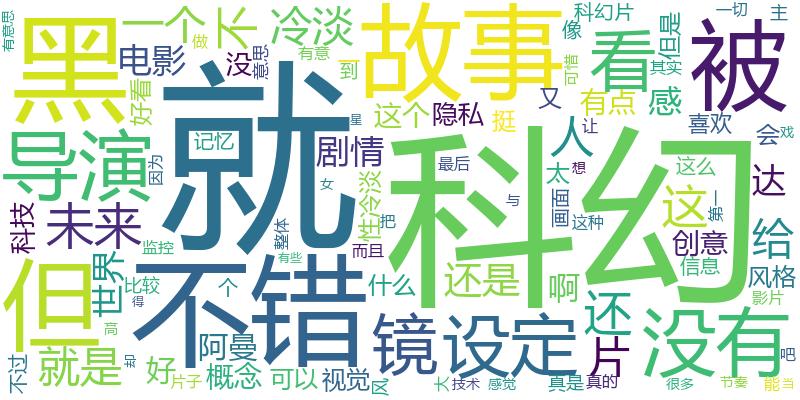 有意思
黑
一个
做
不
冷淡
没
意思
有意
到
一
故事
可惜
像
科幻片
看
但是
其实
一切
主
被
电影
好看
就
这个
隐私
挺
又
有点
感
喜欢
会
戏
导演
因为
记忆
星
剧情
最后
科幻
人
让
太
想
这么
第一
达
科技
未来
女
性冷淡
把
与
画面
这种
这
创意
给
但
世界
监控
比较
得
不错
整体
有些
而且
什么
还是
啊
还
信息
风格
个
高
不过
就是
却
好
片子
阿曼
概念
可以
视觉
风
镜
设定
大
技术
感觉
真是
片
真的
没有
很多
影片
节奏
能
当
吧